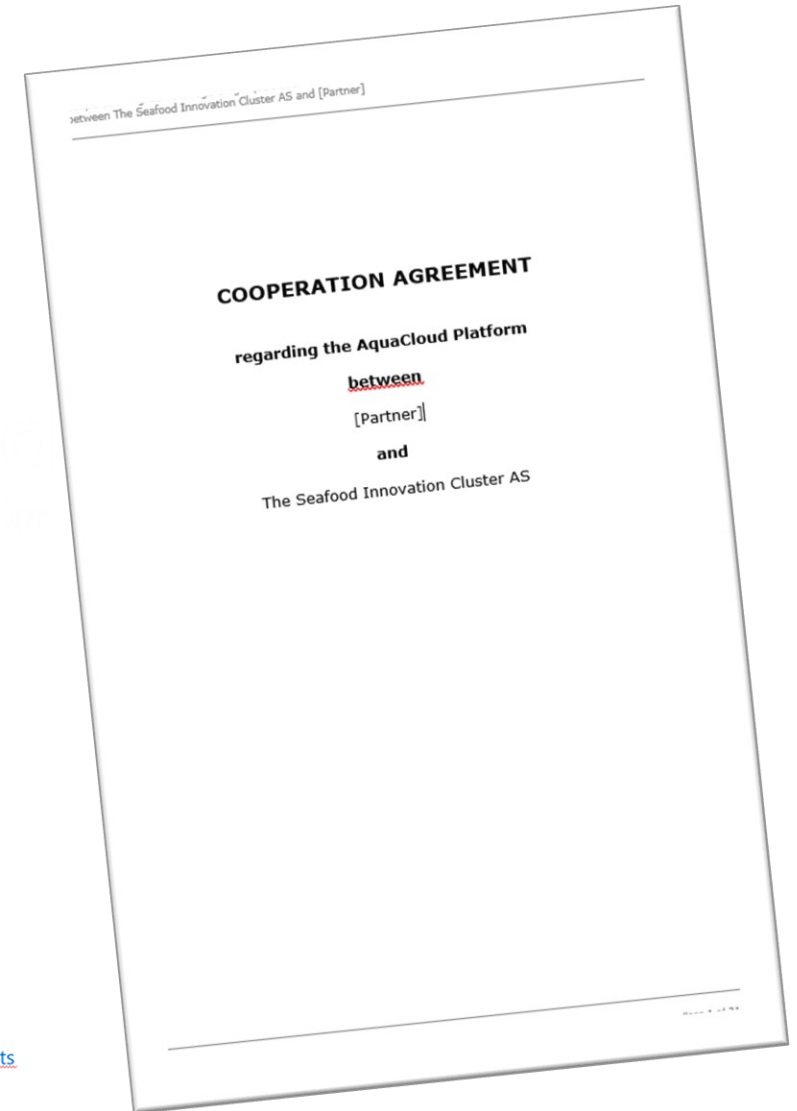 between The Seafood Innovation Cluster AS and [Partner]
COOPERATION AGREEMENT
regarding the AquaCloud Platform
between
[Partner]
and
The Seafood Innovation Cluster AS
ts